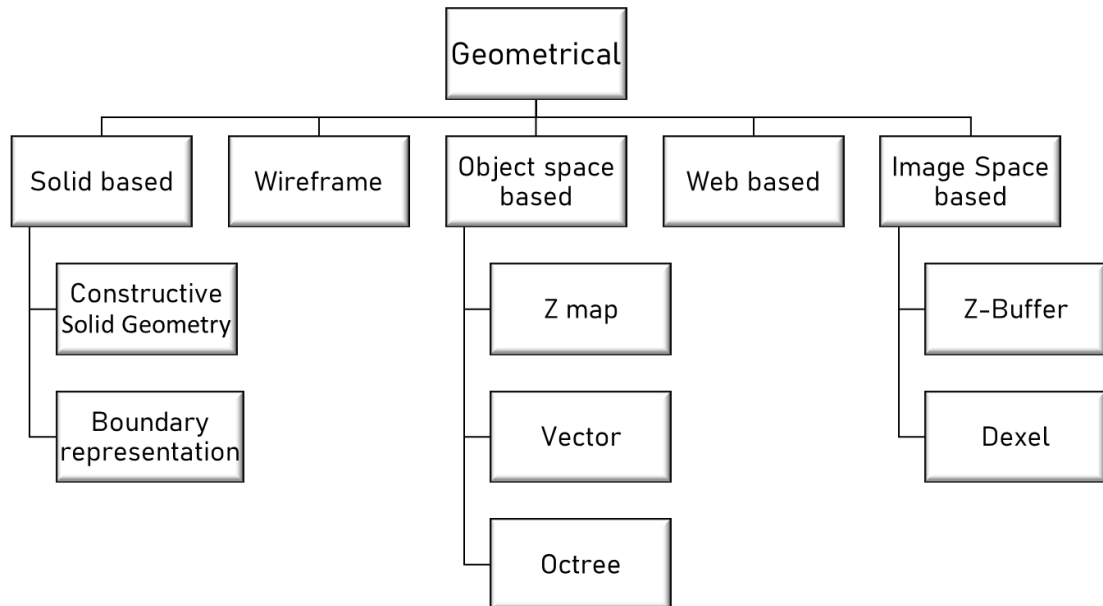 Geometrical
Solid based
Wireframe
Object space
based
Web based
Image Space
based
Constructive
Solid Geometry
Boundary
representation
Z map
Vector
Octree
Z-Buffer
Dexel